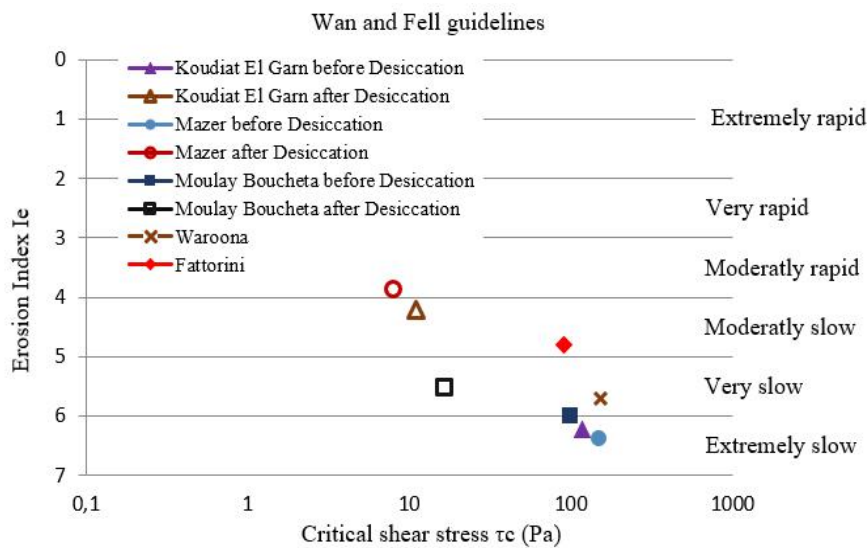 Wan and Fell guidelines
0
Koudiat El Garn before Desiccation
Koudiat El Garn after Desiccation
1
Extremely rapid
Mazer before Desiccation
Mazer after Desiccation
2
Moulay Boucheta before Desiccation
Moulay Boucheta after Desiccation
Very rapid
3
Waroona
Fattorini
Moderatly rapid
4
Moderatly slow
5
Very slow
6
Extremely slow
7
Erosion Index Ie
0,1
1
10
100
1000
Critical shear stress τc (Pa)